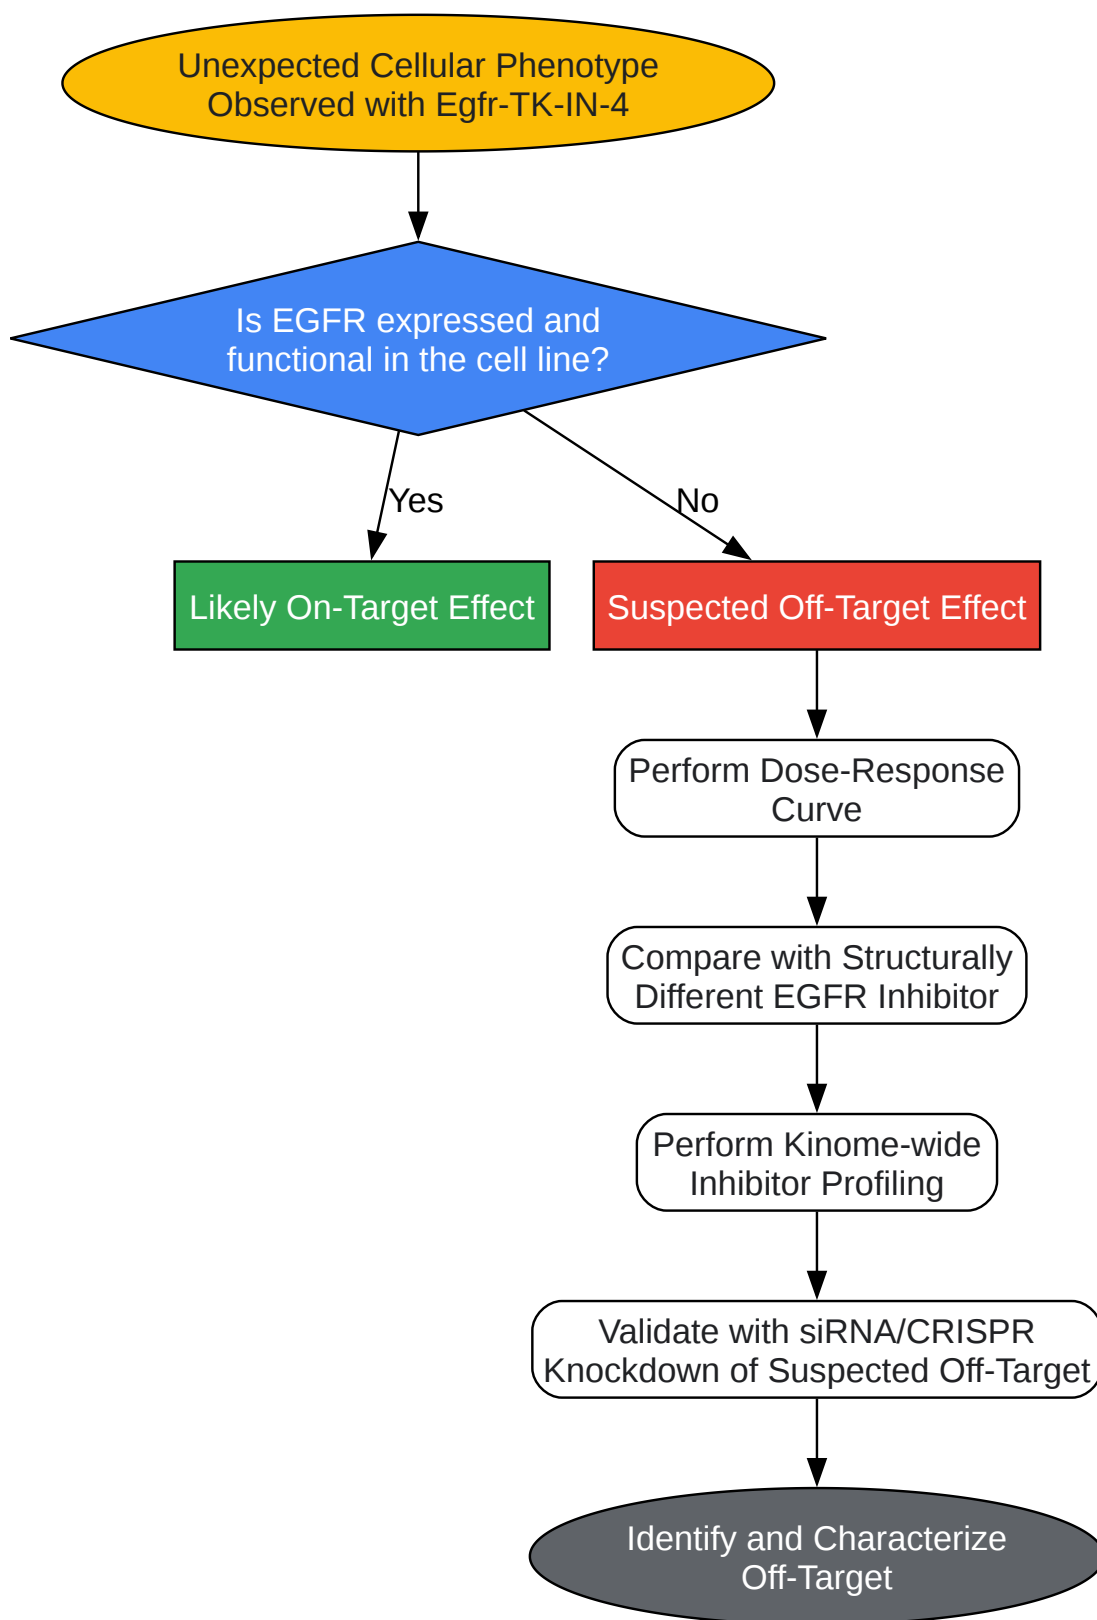 Unexpected Cellular Phenotype
Observed with Egfr-TK-IN-4
Is EGFR expressed and
functional in the cell line?
Yes
No
Likely On-Target Effect
Suspected Off-Target Effect
Perform Dose-Response
Curve
Compare with Structurally
Different EGFR Inhibitor
Perform Kinome-wide
Inhibitor Profiling
Validate with siRNA/CRISPR
Knockdown of Suspected Off-Target
Identify and Characterize
Off-Target